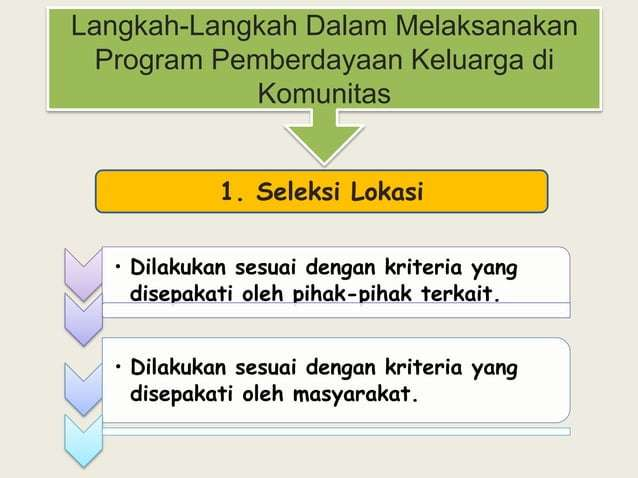 Langkah-Langkah Dalam Melaksanakan
Program Pemberdayaan Keluarga di
Komunitas
1. Seleksi Lokasi
• Dilakukan sesuai dengan kriteria yang
disepakati oleh pihak-pihak terkait.
• Dilakukan sesuai dengan kriteria yang
disepakati oleh masyarakat.